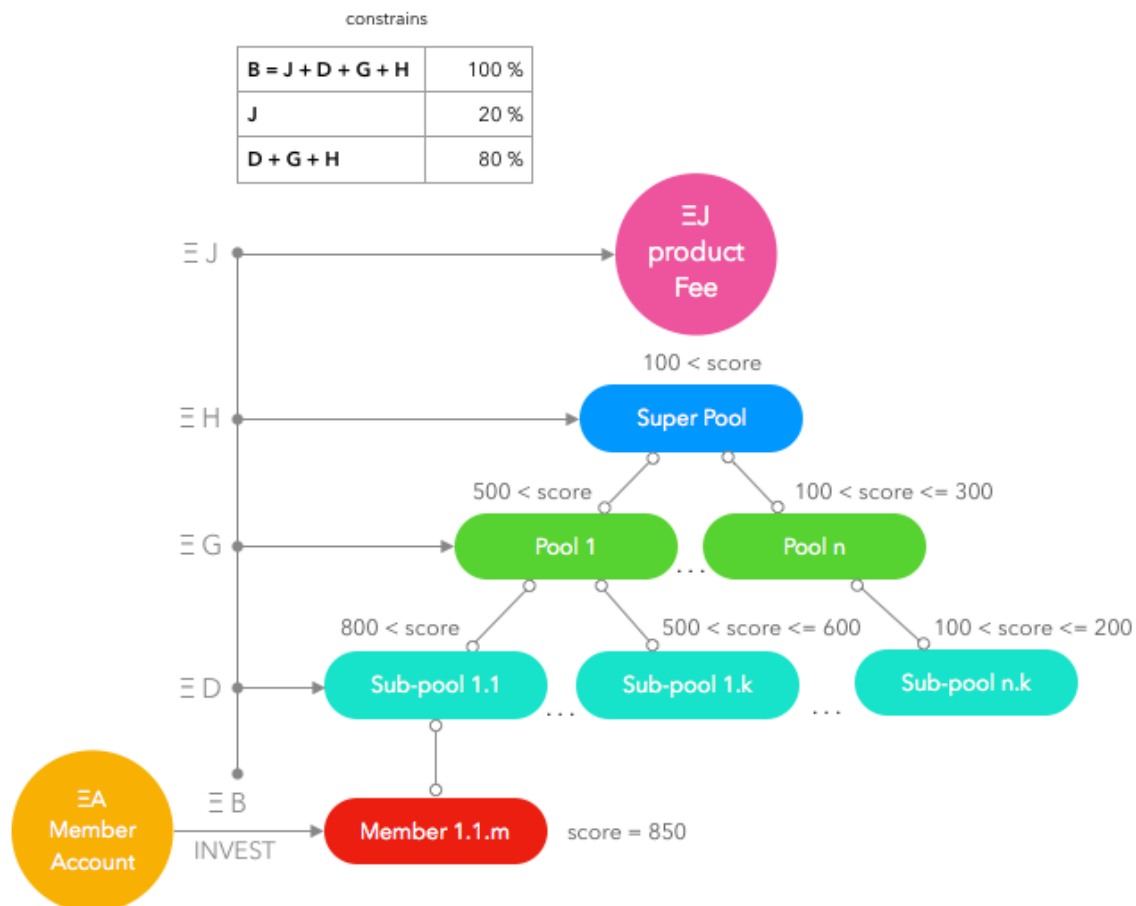 constrains
B = J + D + G + H 100 %
J 20 %
D + G + H 80 %
ΞJ
product
Fee
Ξ J
100 < score
Ξ H
Super Pool
500 < score
100 < score <= 300
Ξ G
Pool 1
...
Pool n
800 < score
500 < score <= 600
100 < score <= 200
Ξ D
Sub-pool 1.1
...
Sub-pool 1.k
...
Sub-pool n.k
ΞA
Member
Account
Ξ B
INVEST
Member 1.1.m
score = 850